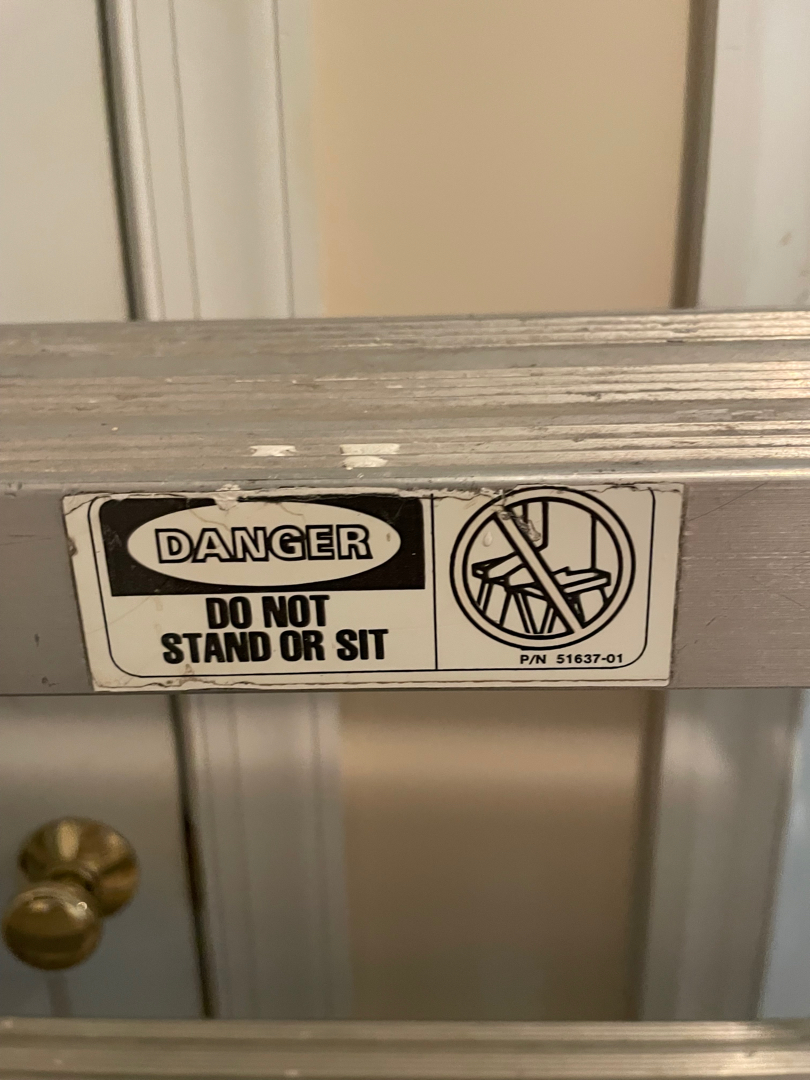 DANGER
DO NOT
STAND OR SIT
P/N 51637-01